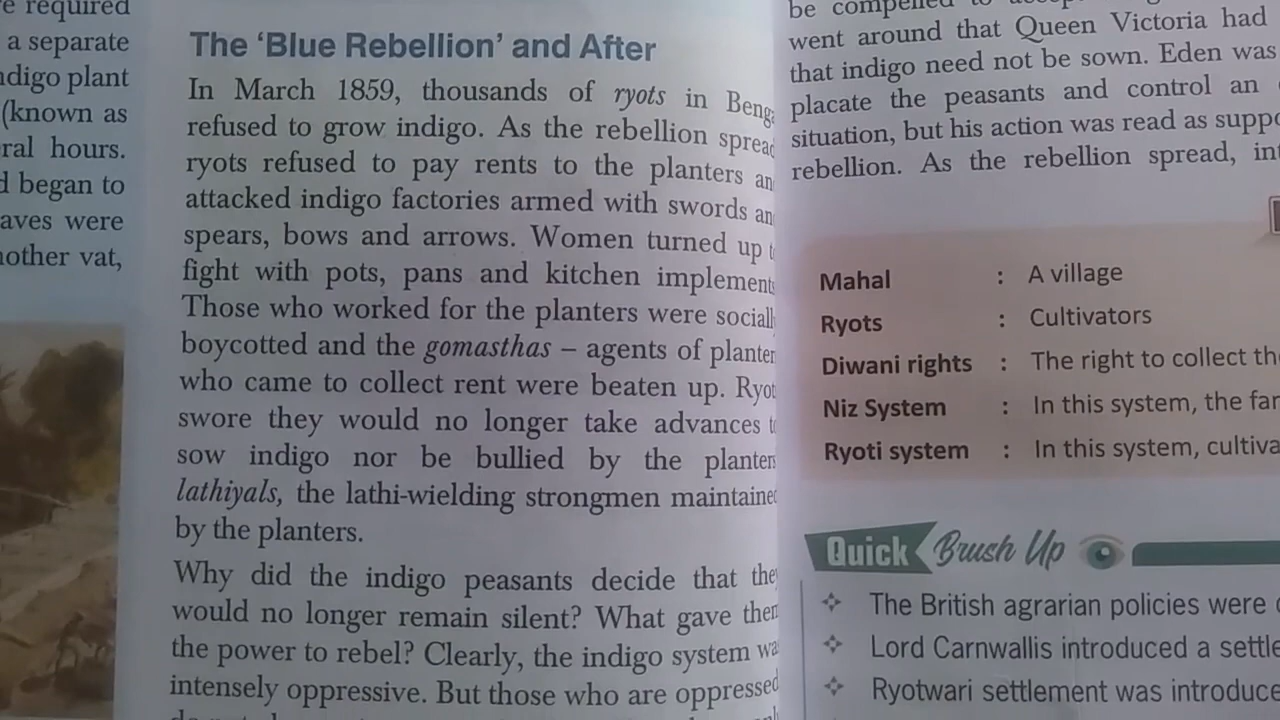 required
a separate
plant
(known as
hours.
began to
were
vat,
The 'Blue Rebellion' and After
In March 1859, thousands of ryots in
refused to grow indigo. As the rebellion spread
ryots refused to pay rents to the planters
attacked indigo factories armed with swords
spears, bows and arrows. Women turned up
fight with pots, pans and kitchen
Those who worked for the planters were
boycotted and the gomasthas – agents of
who came to collect rent were beaten up.
swore they would no longer take advances
sow indigo nor be bullied by the
lathiyals, the lathi-wielding strongmen
by the planters.
Why did the indigo peasants decide that
would no longer remain silent? What gave
the power to rebel? Clearly, the indigo system
intensely oppressive. But those who are oppressed
be
went around that Queen Victoria had
that indigo need not be sown. Eden was
placate the peasants and control an
situation, but his action was read as
rebellion. As the rebellion spread,
Mahal : A village
Ryots : Cultivators
Diwani rights : The right to collect
Niz System : In this system, the
Ryoti system : In this system,
Quick Brush Up
❖ The British agrarian policies were
❖ Lord Carnwallis introduced a
❖ Ryotwari settlement was